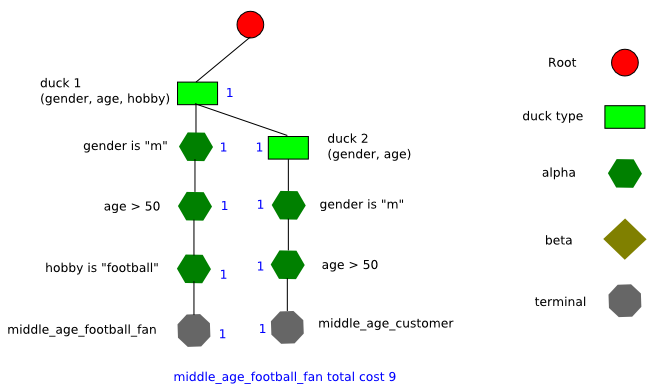 Root
duck 1
(gender, age, hobby)
1
duck type
gender is "m"
1
1
duck 2
(gender, age)
alpha
age > 50
1
1
gender is "m"
beta
hobby is "football"
1
1
age > 50
terminal
middle_age_football_fan
1
1
middle_age_customer
middle_age_football_fan total cost 9